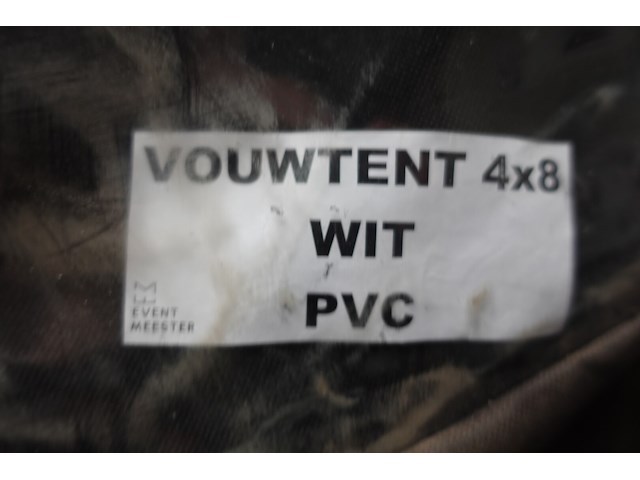 VOUWTENT 4x8
WIT
PVC
EVENT
MEESTER